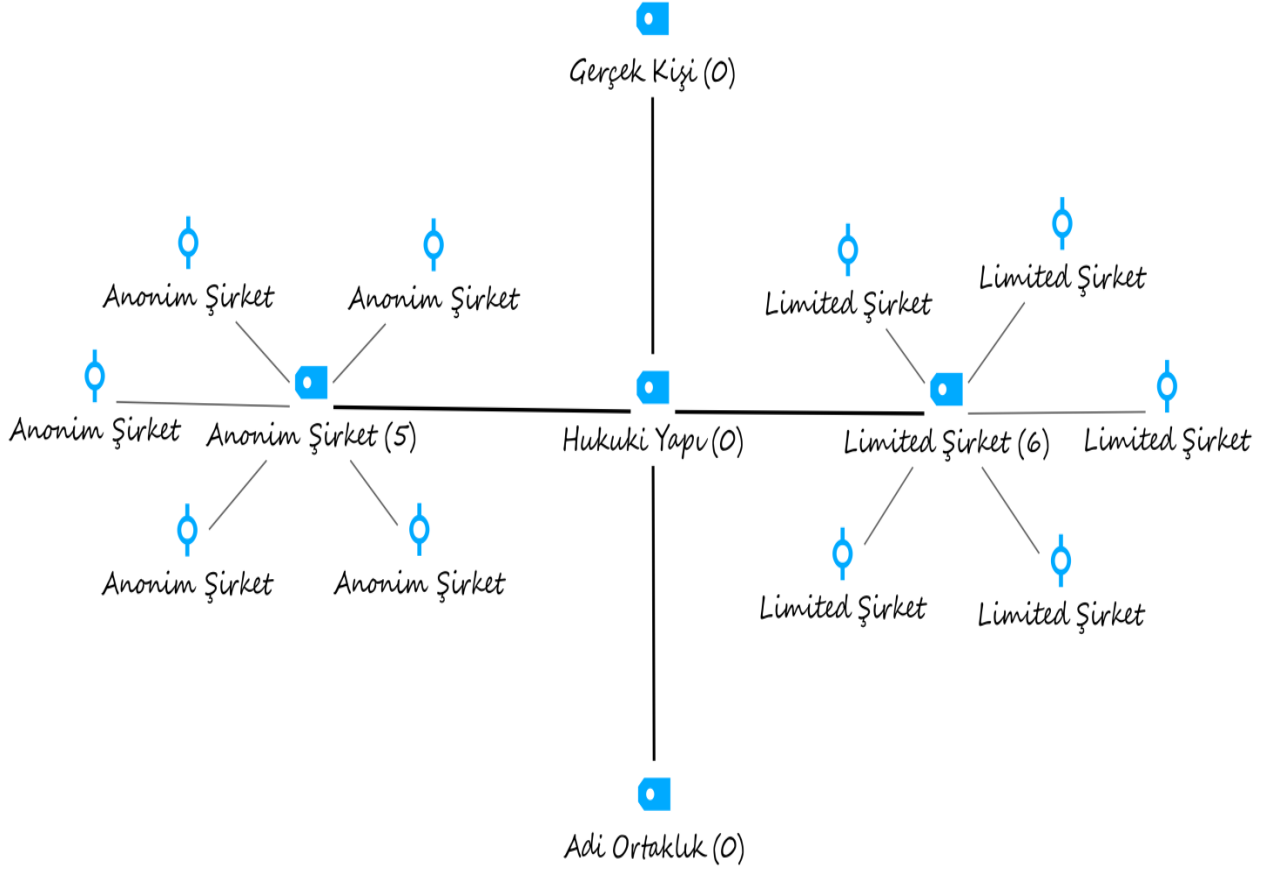 Gerçek Kişi (0)
Anonim Şirket
Anonim Şirket
Limited Şirket
Limited Şirket
Anonim Şirket
Anonim Şirket (5)
Hukuki Yapı (0)
Limited Şirket (6)
Limited Şirket
Anonim Şirket
Anonim Şirket
Limited Şirket
Limited Şirket
Adi Ortaklık (0)